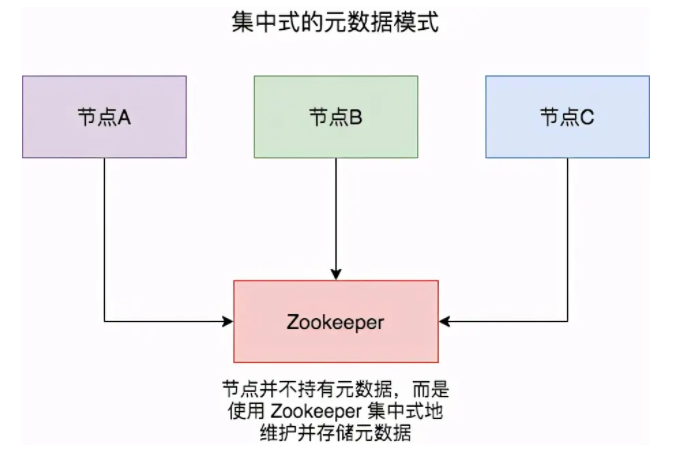 集中式的元数据模式
节点A
节点B
节点C
Zookeeper
节点并不持有元数据，而是
使用 Zookeeper 集中式地
维护并存储元数据